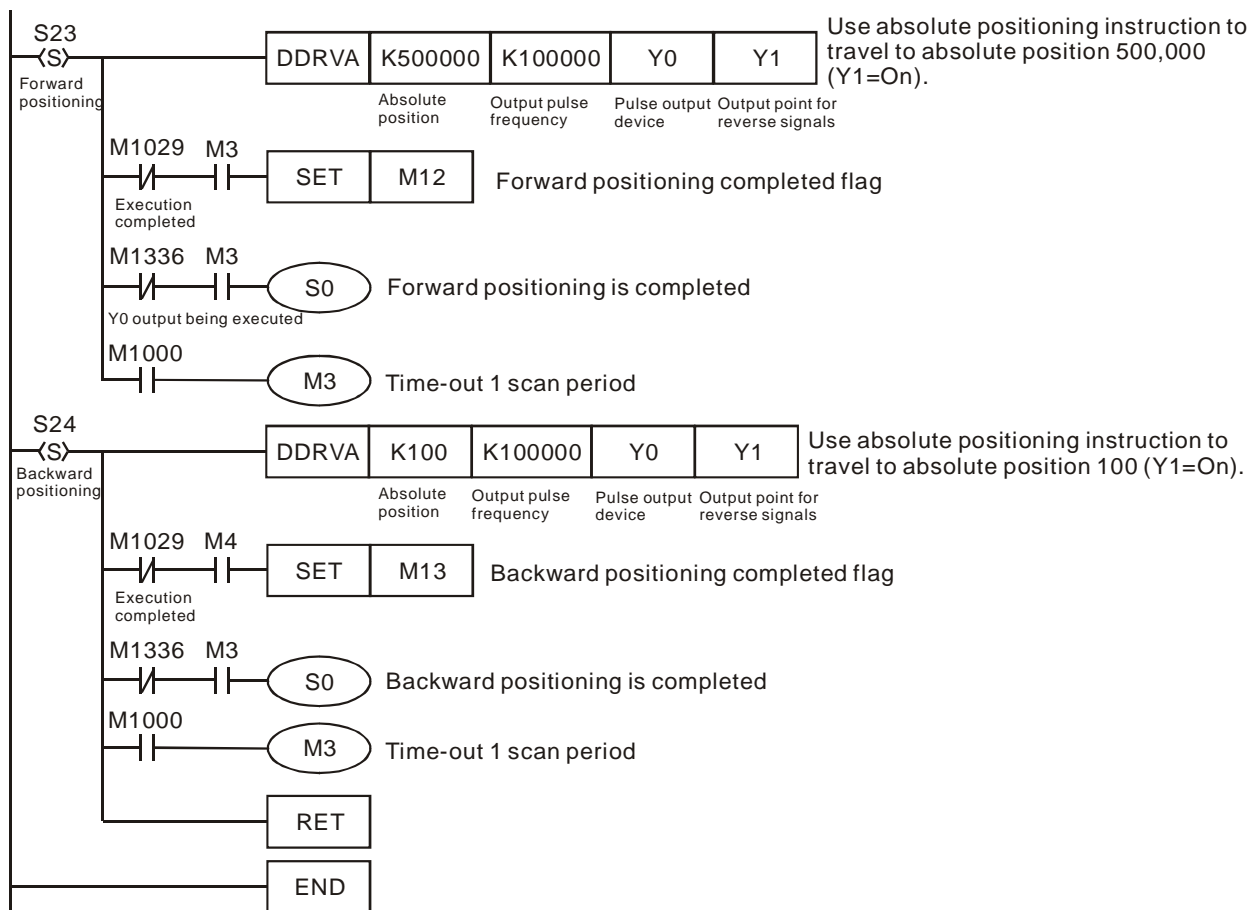 S23
S
Forward
positioning
DDRVA K500000 K100000 Y0 Y1
Use absolute positioning instruction to
travel to absolute position 500,000
(Y1=On).
Absolute
position
Output pulse
frequency
Pulse output
device
Output point for
reverse signals
M1029 M3
Execution
completed
SET M12
Forward positioning completed flag
M1336 M3
Y0 output being executed
S0
Forward positioning is completed
M1000
M3
Time-out 1 scan period
S24
S
Backward
positioning
DDRVA K100 K100000 Y0 Y1
Use absolute positioning instruction to
travel to absolute position 100 (Y1=On).
Absolute
position
Output pulse
frequency
Pulse output
device
Output point for
reverse signals
M1029 M4
Execution
completed
SET M13
Backward positioning completed flag
M1336 M3
S0
Backward positioning is completed
M1000
M3
Time-out 1 scan period
RET
END